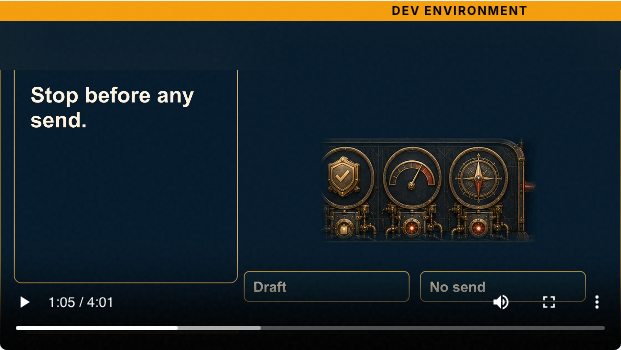 DEV ENVIRONMENT
Stop before any
send.
Draft
No send
1:05 / 4:01